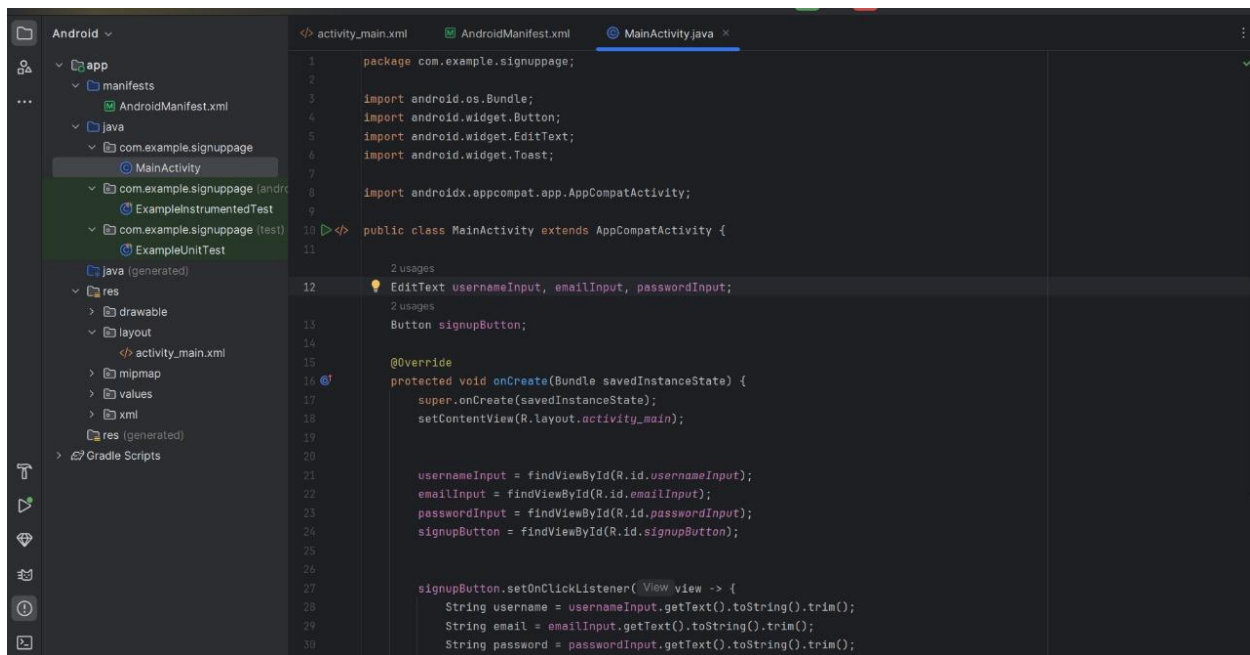 Android
app
manifests
AndroidManifest.xml
java
com.example.signuppage
MainActivity
com.example.signuppage (andro
ExampleInstrumentedTest
com.example.signuppage (test)
ExampleUnitTest
java (generated)
res
drawable
layout
activity_main.xml
mipmap
values
xml
res (generated)
Gradle Scripts
activity_main.xml AndroidManifest.xml MainActivity.java
1 package com.example.signuppage;
2
3 import android.os.Bundle;
4 import android.widget.Button;
5 import android.widget.EditText;
6 import android.widget.Toast;
7
8 import androidx.appcompat.app.AppCompatActivity;
9
10 public class MainActivity extends AppCompatActivity {
11
2 usages
12 EditText usernameInput, emailInput, passwordInput;
2 usages
13 Button signupButton;
14
15 @Override
16 protected void onCreate(Bundle savedInstanceState) {
17 super.onCreate(savedInstanceState);
18 setContentView(R.layout.activity_main);
19
20
21 usernameInput = findViewById(R.id.usernameInput);
22 emailInput = findViewById(R.id.emailInput);
23 passwordInput = findViewById(R.id.passwordInput);
24 signupButton = findViewById(R.id.signupButton);
25
26
27 signupButton.setOnClickListener( View view -> {
28 String username = usernameInput.getText().toString().trim();
29 String email = emailInput.getText().toString().trim();
30 String password = passwordInput.getText().toString().trim();